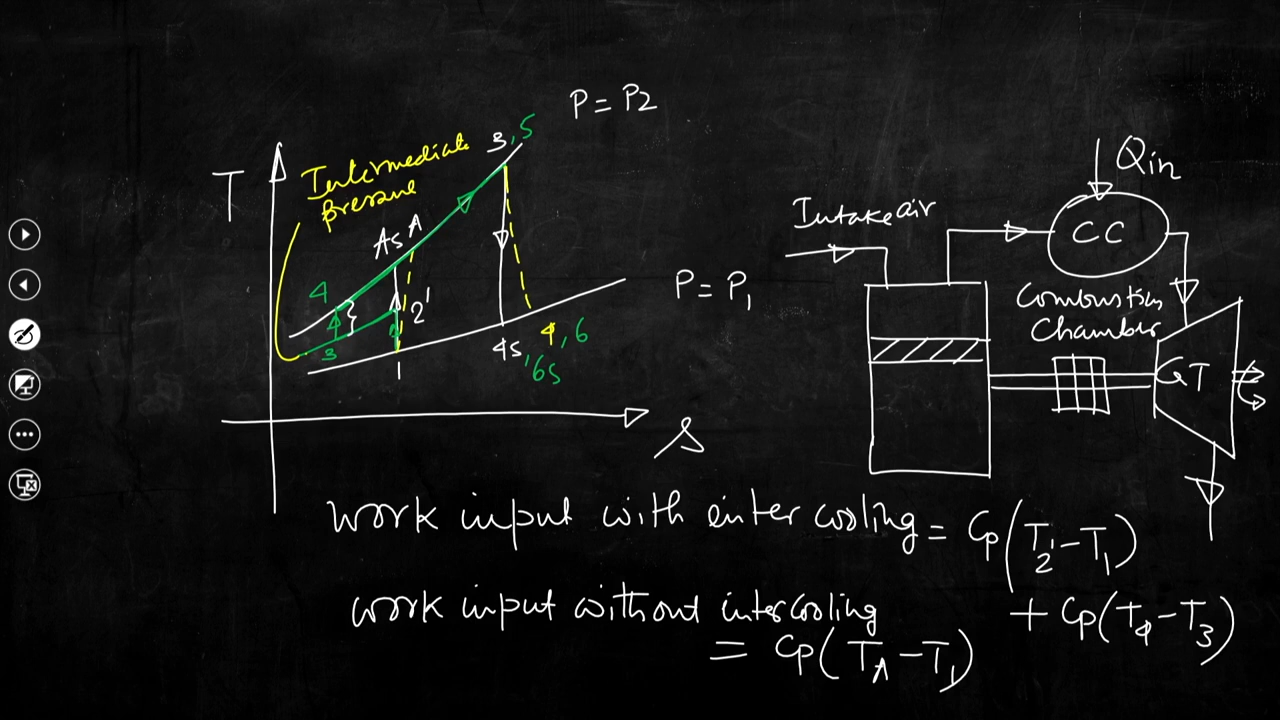 P = P2
3,5
T
Intermediate
pressure
As A
4
2'
3
1
P = P1
4s, 4,6
6s
s
Qin
Intake air
CC
Combustion
Chamber
GT
work input with inter cooling = Cp(T2' - T1)
+ Cp(T4 - T3)
work input without intercooling
= Cp(TA - T1)